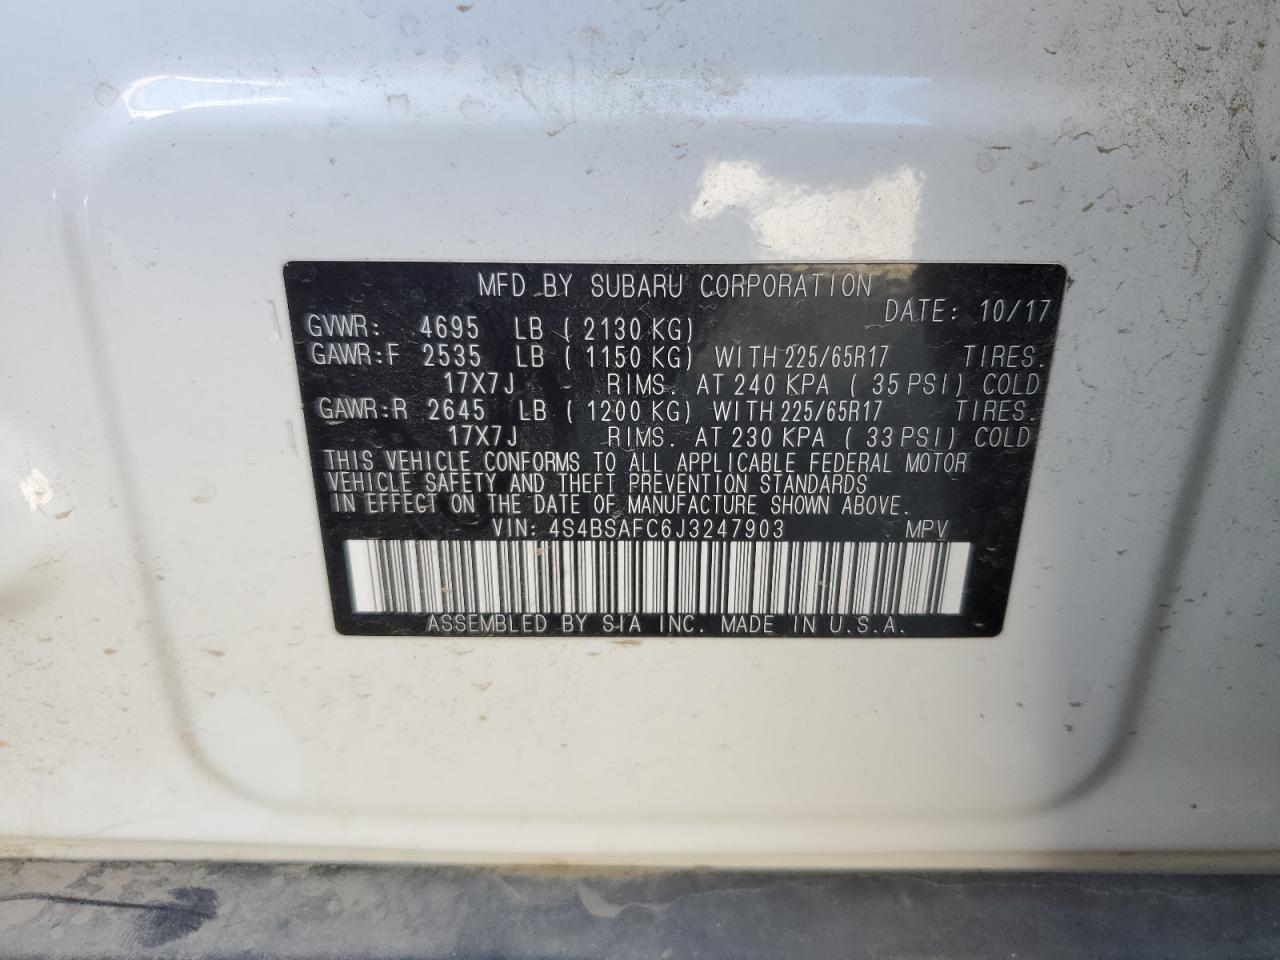 MFD BY SUBARU CORPORATION
DATE: 10/17
GVWR: 4695 LB (2130 KG)
GAWR:F 2535 LB (1150 KG) WITH 225/65R17 TIRES.
17X7J RIMS. AT 240 KPA (35 PSI) COLD
GAWR:R 2645 LB (1200 KG) WITH 225/65R17 TIRES.
17X7J RIMS. AT 230 KPA (33 PSI) COLD
THIS VEHICLE CONFORMS TO ALL APPLICABLE FEDERAL MOTOR
VEHICLE SAFETY AND THEFT PREVENTION STANDARDS
IN EFFECT ON THE DATE OF MANUFACTURE SHOWN ABOVE.
VIN: 4S4BSAFC6J3247903 MPV
ASSEMBLED BY SIA INC. MADE IN U.S.A.